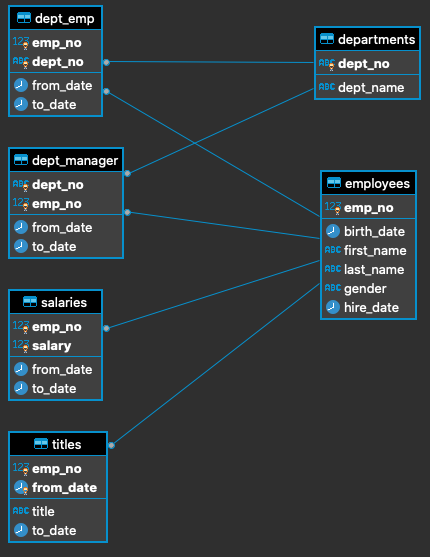 dept_emp
123 emp_no
ABC dept_no
from_date
to_date
departments
ABC dept_no
ABC dept_name
dept_manager
ABC dept_no
123 emp_no
from_date
to_date
employees
123 emp_no
birth_date
ABC first_name
ABC last_name
ABC gender
hire_date
salaries
123 emp_no
123 salary
from_date
to_date
titles
123 emp_no
from_date
ABC title
to_date